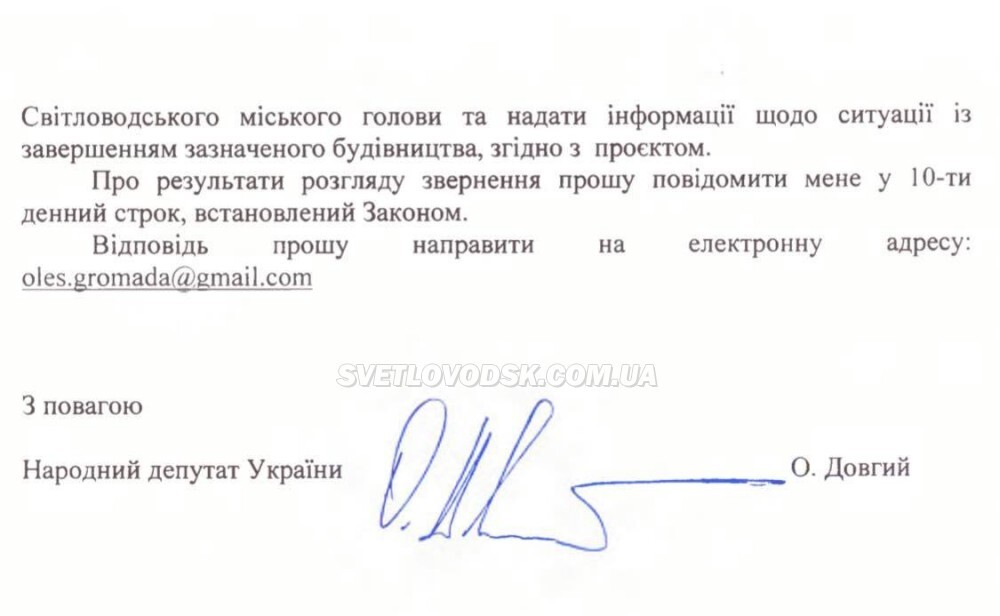 Світловодського міського голови та надати інформації щодо ситуації із
завершенням зазначеного будівництва, згідно з проєктом.
Про результати розгляду звернення прошу повідомити мене у 10-ти
денний строк, встановлений Законом.
Відповідь прошу направити на електронну адресу:
oles.gromada@gmail.com
SVETLOVODSK.COM.UA
З повагою
Народний депутат України О. Довгий